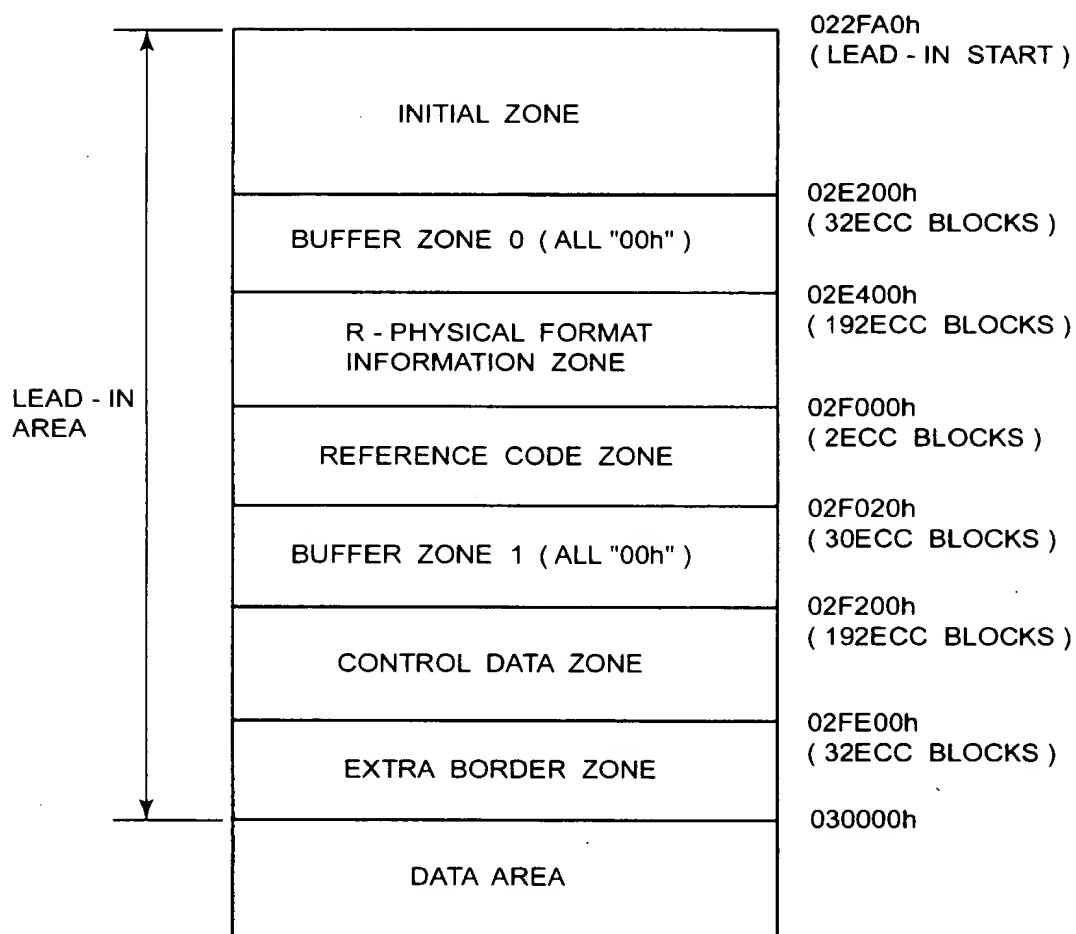 022FA0h
( LEAD - IN START )
INITIAL ZONE
02E200h
( 32ECC BLOCKS )
BUFFER ZONE 0 ( ALL "00h" )
02E400h
( 192ECC BLOCKS )
R - PHYSICAL FORMAT
INFORMATION ZONE
LEAD - IN
AREA
02F000h
( 2ECC BLOCKS )
REFERENCE CODE ZONE
02F020h
( 30ECC BLOCKS )
BUFFER ZONE 1 ( ALL "00h" )
02F200h
( 192ECC BLOCKS )
CONTROL DATA ZONE
02FE00h
( 32ECC BLOCKS )
EXTRA BORDER ZONE
030000h
DATA AREA